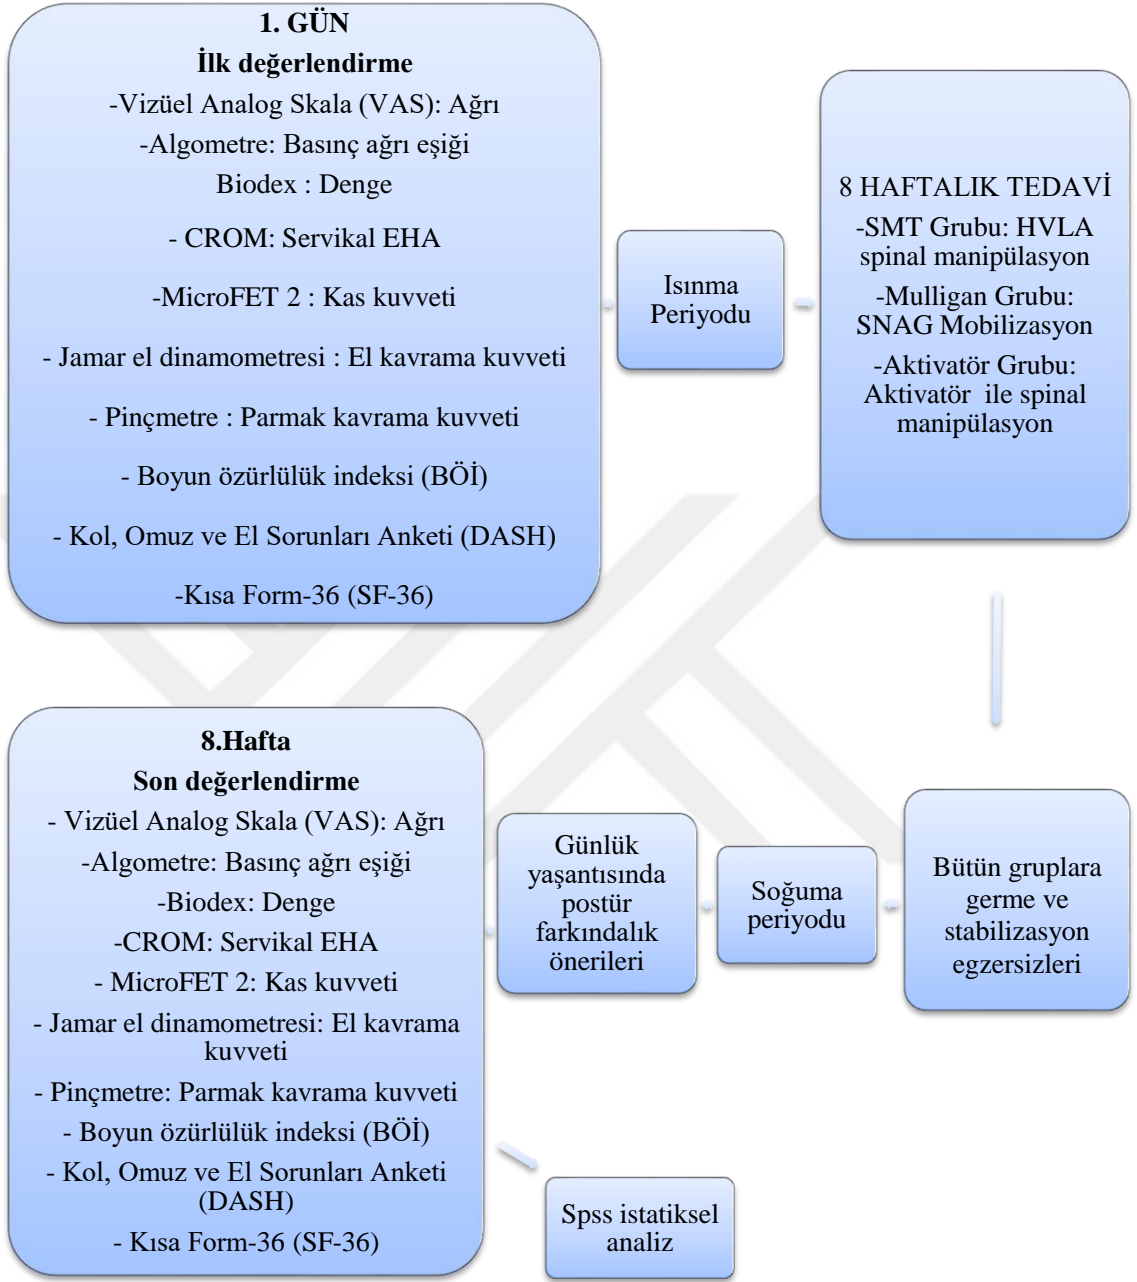 1. GÜN
İlk değerlendirme
-Vizüel Analog Skala (VAS): Ağrı
-Algometre: Basınç ağrı eşiği
Biodex : Denge
- CROM: Servikal EHA
-MicroFET 2 : Kas kuvveti
- Jamar el dinamometresi : El kavrama kuvveti
- Pinçmetre : Parmak kavrama kuvveti
- Boyun özürlülük indeksi (BÖİ)
- Kol, Omuz ve El Sorunları Anketi (DASH)
-Kısa Form-36 (SF-36)
Isınma
Periyodu
8 HAFTALIK TEDAVİ
-SMT Grubu: HVLA
spinal manipülasyon
-Mulligan Grubu:
SNAG Mobilizasyon
-Aktivatör Grubu:
Aktivatör ile spinal
manipülasyon
Bütün gruplara
germe ve
stabilizasyon
egzersizleri
Soğuma
periyodu
Günlük
yaşantısında
postür
farkındalık
önerileri
8.Hafta
Son değerlendirme
- Vizüel Analog Skala (VAS): Ağrı
-Algometre: Basınç ağrı eşiği
-Biodex: Denge
-CROM: Servikal EHA
- MicroFET 2: Kas kuvveti
- Jamar el dinamometresi: El kavrama
kuvveti
- Pinçmetre: Parmak kavrama kuvveti
- Boyun özürlülük indeksi (BÖİ)
- Kol, Omuz ve El Sorunları Anketi
(DASH)
- Kısa Form-36 (SF-36)
Spss istatiksel
analiz